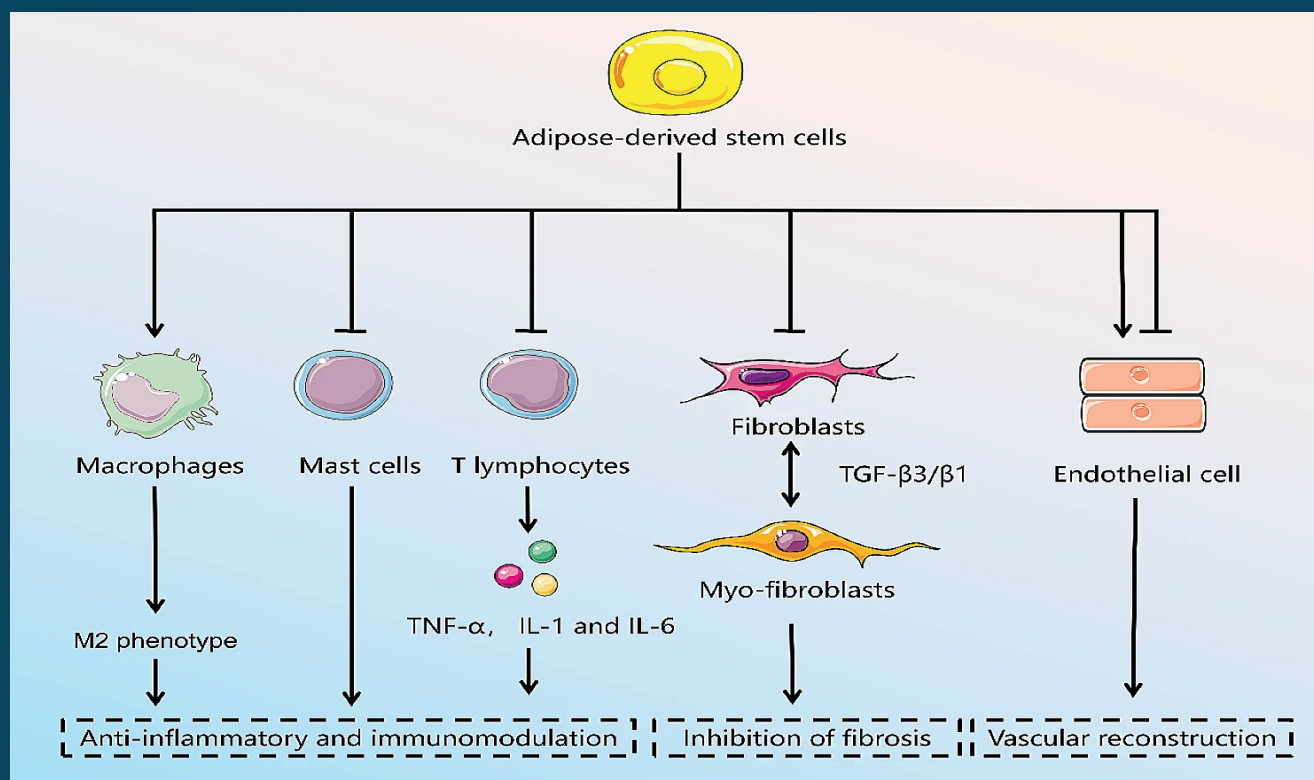 Adipose-derived stem cells
Macrophages
Mast cells
T lymphocytes
Fibroblasts
TGF-β3/β1
Endothelial cell
Myo-fibroblasts
TNF-α, IL-1 and IL-6
M2 phenotype
Anti-inflammatory and immunomodulation
Inhibition of fibrosis
Vascular reconstruction